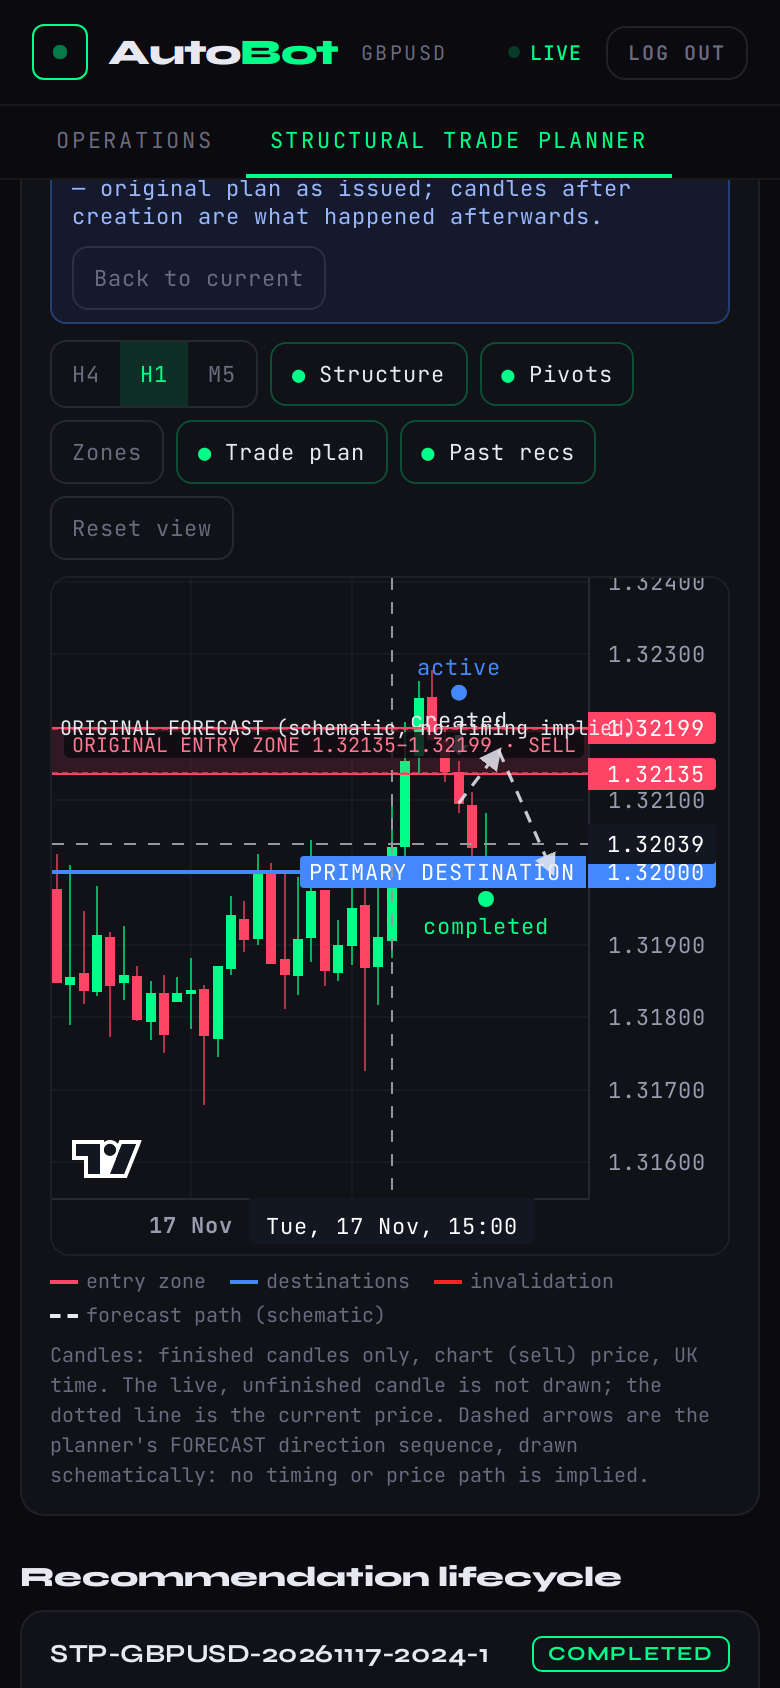 AutoBot GBPUSD LIVE LOG OUT
OPERATIONS STRUCTURAL TRADE PLANNER
— original plan as issued; candles after
creation are what happened afterwards.
Back to current
H4 H1 M5 Structure Pivots
Zones Trade plan Past recs
Reset view
1.32400
1.32300
active
created
ORIGINAL FORECAST (schematic, no timing implied)
1.32199
ORIGINAL ENTRY ZONE 1.32135–1.32199 · SELL
1.32135
1.32100
1.32039
PRIMARY DESTINATION 1.32000
completed
1.31900
1.31800
1.31700
1.31600
17 Nov Tue, 17 Nov, 15:00
entry zone destinations invalidation
forecast path (schematic)
Candles: finished candles only, chart (sell) price, UK
time. The live, unfinished candle is not drawn; the
dotted line is the current price. Dashed arrows are the
planner's FORECAST direction sequence, drawn
schematically: no timing or price path is implied.
Recommendation lifecycle
STP-GBPUSD-20261117-2024-1 COMPLETED